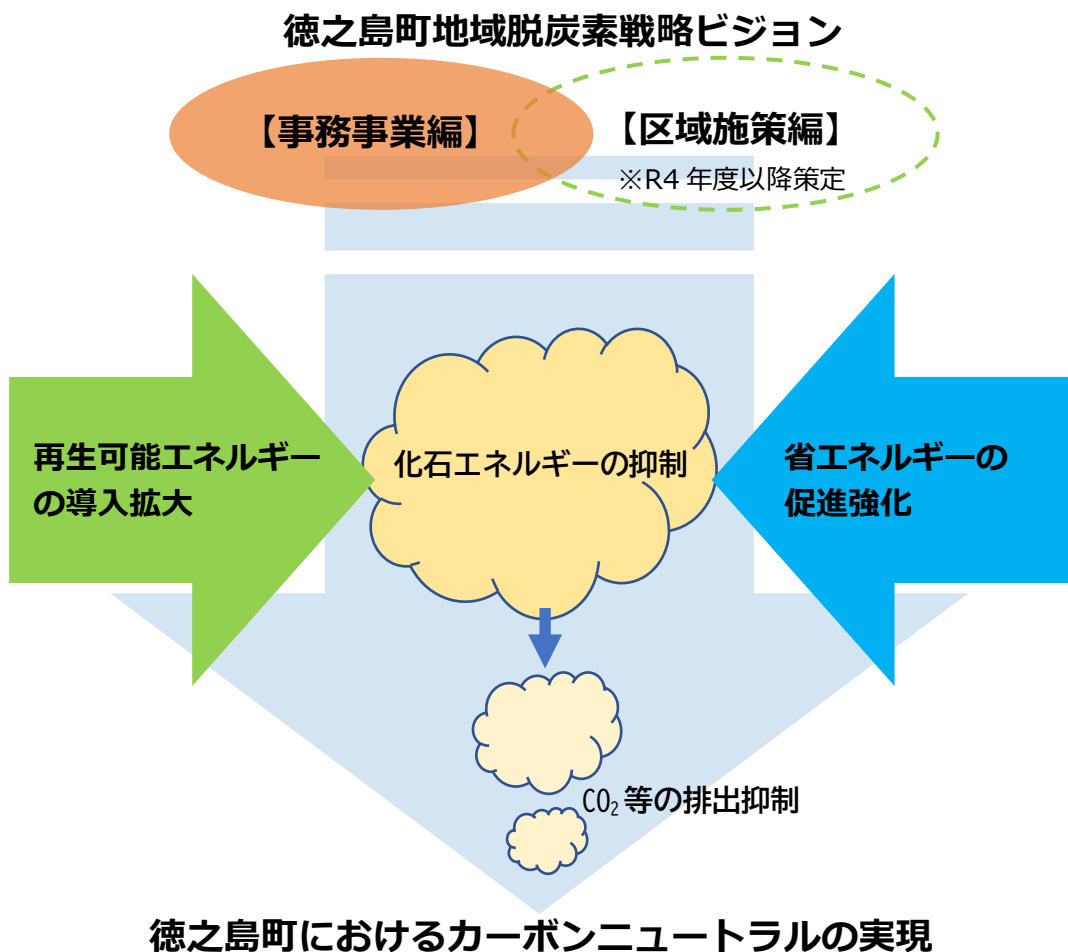 徳之島町地域脱炭素戦略ビジョン
【事務事業編】
【区域施策編】
※R4 年度以降策定
再生可能エネルギー
の導入拡大
化石エネルギーの抑制
省エネルギーの
促進強化
CO₂ 等の排出抑制
徳之島町におけるカーボンニュートラルの実現